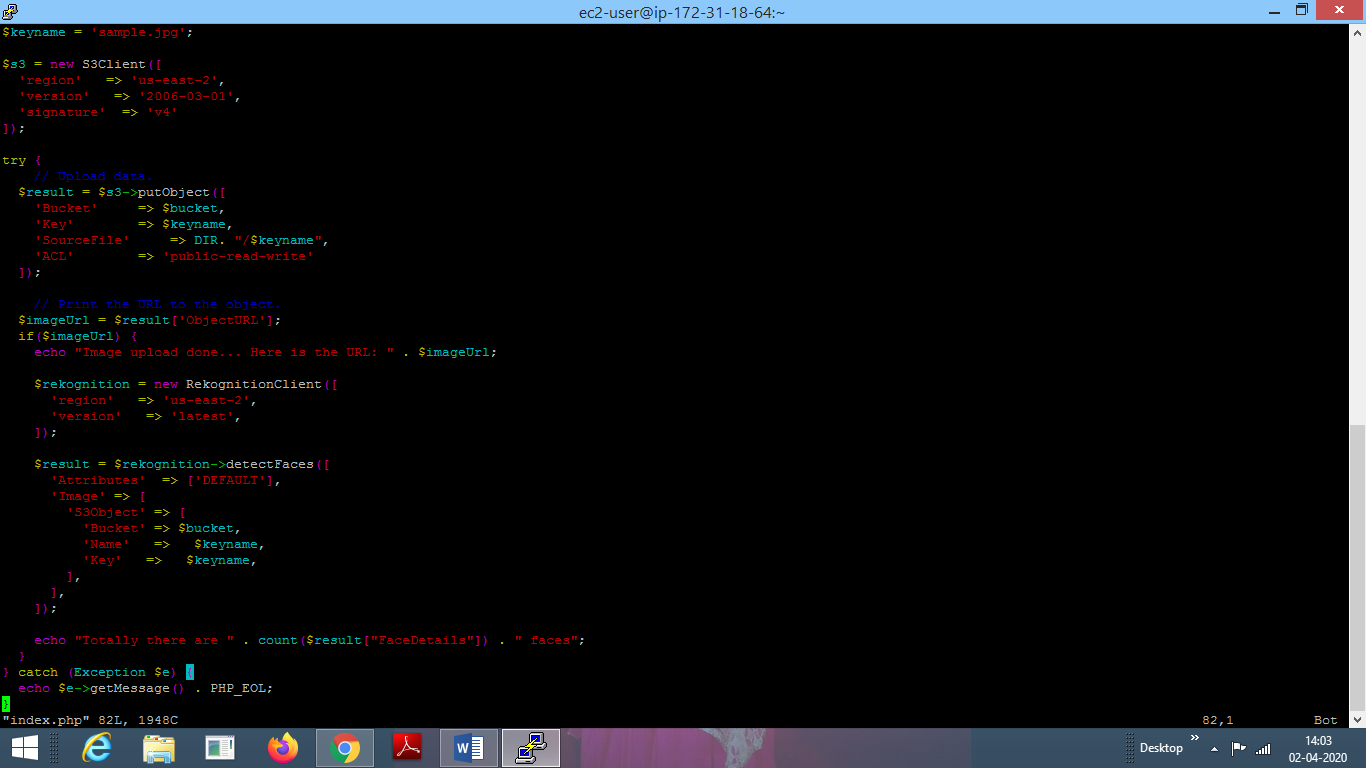 ec2-user@ip-172-31-18-64:~
$keyname = 'sample.jpg';
$s3 = new S3Client([
'region' => 'us-east-2',
'version' => '2006-03-01',
'signature' => 'v4'
]);
try {
// Upload data.
$result = $s3->putObject([
'Bucket' => $bucket,
'Key' => $keyname,
'SourceFile' => DIR. "/$keyname",
'ACL' => 'public-read-write'
]);
// Print the URL to the object.
$imageUrl = $result['ObjectURL'];
if($imageUrl) {
echo "Image upload done... Here is the URL: " . $imageUrl;
$rekognition = new RekognitionClient([
'region' => 'us-east-2',
'version' => 'latest',
]);
$result = $rekognition->detectFaces([
'Attributes' => ['DEFAULT'],
'Image' => [
'S3Object' => [
'Bucket' => $bucket,
'Name' => $keyname,
'Key' => $keyname,
],
],
]);
echo "Totally there are " . count($result["FaceDetails"]) . " faces";
}
} catch (Exception $e) {
echo $e->getMessage() . PHP_EOL;
}
"index.php" 82L, 1948C 82,1 Bot
Desktop » 14:03
02-04-2020